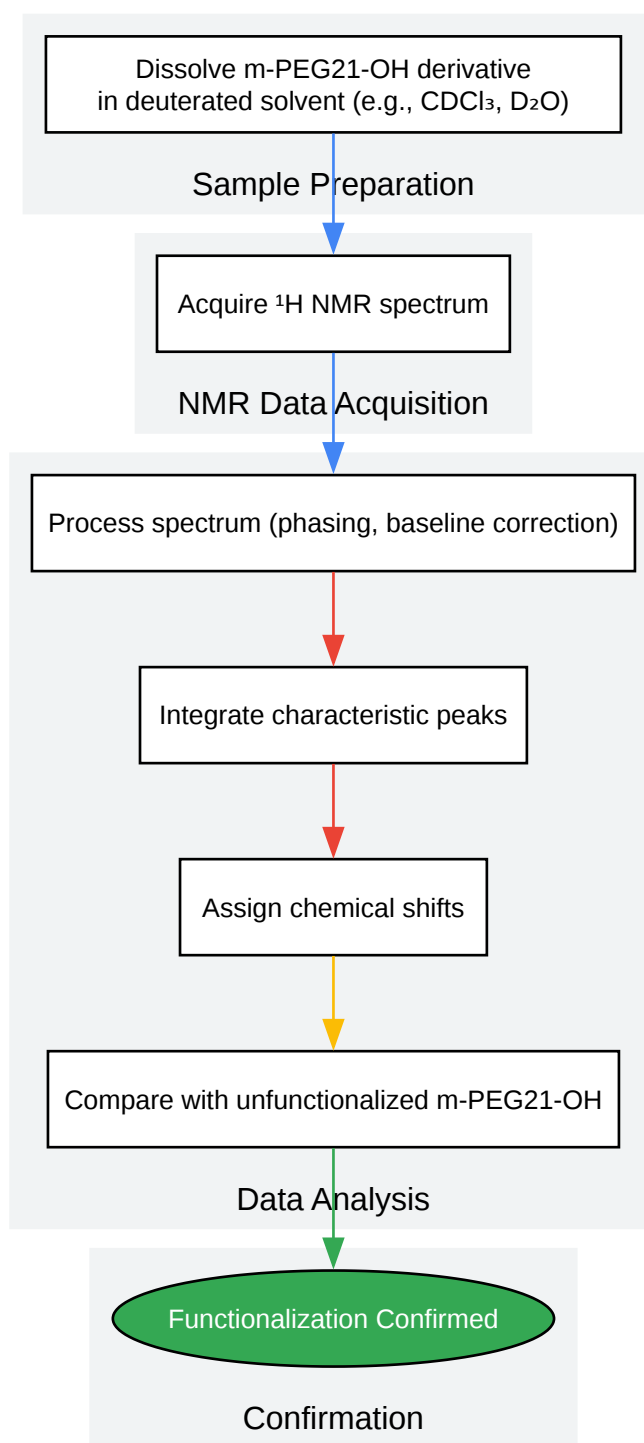 Dissolve m-PEG21-OH derivative
in deuterated solvent (e.g., CDCl₃, D₂O)
Sample Preparation
Acquire ¹H NMR spectrum
NMR Data Acquisition
Process spectrum (phasing, baseline correction)
Integrate characteristic peaks
Assign chemical shifts
Compare with unfunctionalized m-PEG21-OH
Data Analysis
Functionalization Confirmed
Confirmation